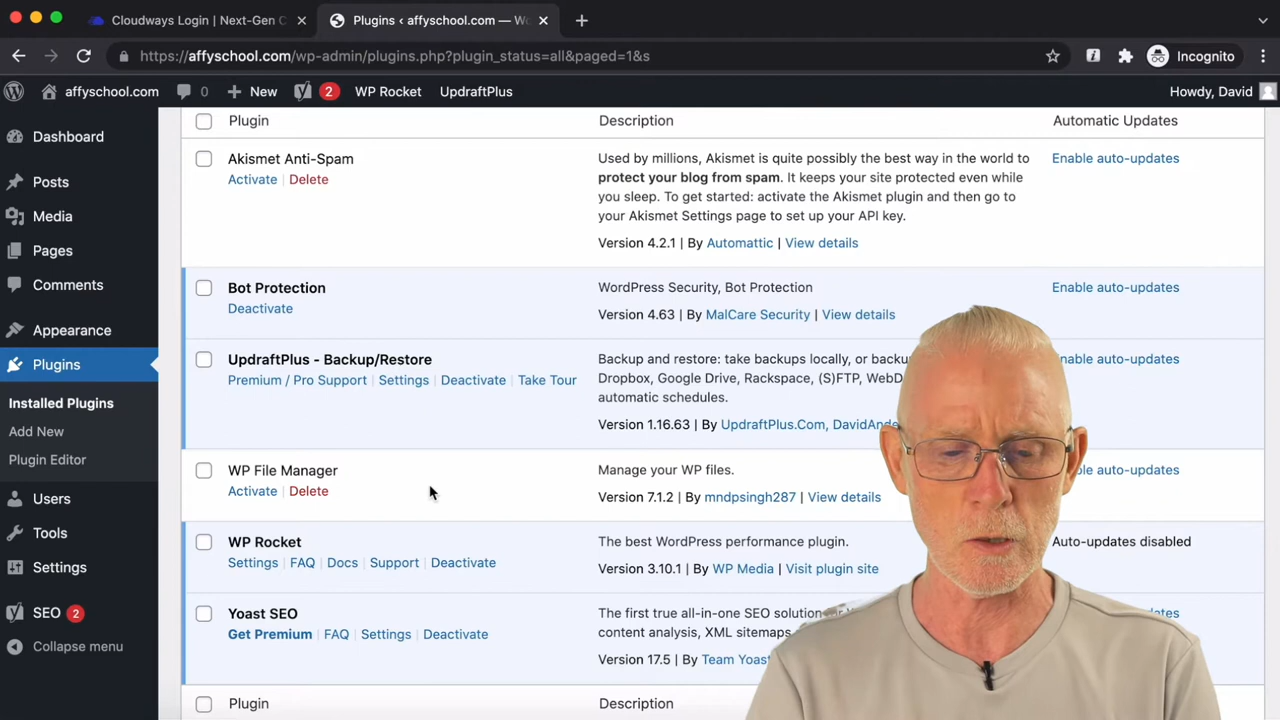 Cloudways Login | Next-Gen C
Plugins ‹ affyschool.com — Wo
https://affyschool.com/wp-admin/plugins.php?plugin_status=all&paged=1&s
Incognito
affyschool.com
0
New
2
WP Rocket
UpdraftPlus
Howdy, David
Dashboard
Posts
Media
Pages
Comments
Appearance
Plugins
Installed Plugins
Add New
Plugin Editor
Users
Tools
Settings
SEO 2
Collapse menu
Plugin
Description
Automatic Updates
Akismet Anti-Spam
Activate | Delete
Used by millions, Akismet is quite possibly the best way in the world to
protect your blog from spam. It keeps your site protected even while
you sleep. To get started: activate the Akismet plugin and then go to
your Akismet Settings page to set up your API key.
Version 4.2.1 | By Automattic | View details
Enable auto-updates
Bot Protection
Deactivate
WordPress Security, Bot Protection
Version 4.63 | By MalCare Security | View details
Enable auto-updates
UpdraftPlus - Backup/Restore
Premium / Pro Support | Settings | Deactivate | Take Tour
Backup and restore: take backups locally, or backu
Dropbox, Google Drive, Rackspace, (S)FTP, WebD
automatic schedules.
Version 1.16.63 | By UpdraftPlus.Com, DavidAnde
nable auto-updates
WP File Manager
Activate | Delete
Manage your WP files.
Version 7.1.2 | By mndpsingh287 | View details
ble auto-updates
WP Rocket
Settings | FAQ | Docs | Support | Deactivate
The best WordPress performance plugin.
Version 3.10.1 | By WP Media | Visit plugin site
Auto-updates disabled
Yoast SEO
Get Premium | FAQ | Settings | Deactivate
The first true all-in-one SEO solution
content analysis, XML sitemaps
Version 17.5 | By Team Yoast
updates
Plugin
Description